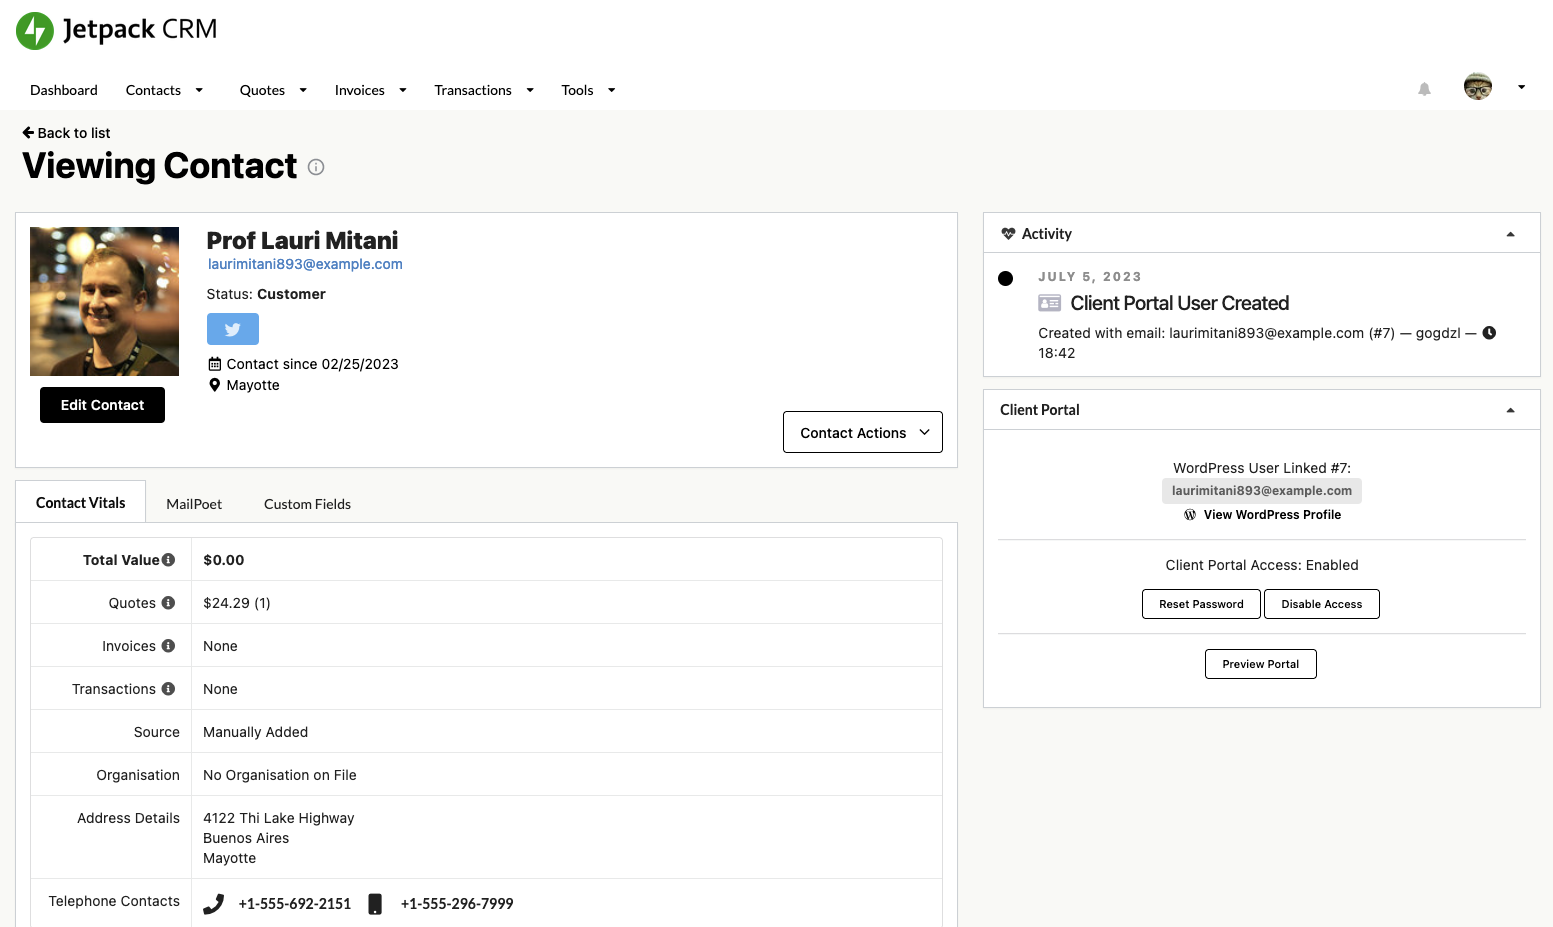 Jetpack CRM
Dashboard Contacts Quotes Invoices Transactions Tools
Back to list
Viewing Contact
Prof Lauri Mitani
laurimitani893@example.com
Status: Customer
Contact since 02/25/2023
Mayotte
Edit Contact
Contact Actions
Contact Vitals MailPoet Custom Fields
Total Value $0.00
Quotes $24.29 (1)
Invoices None
Transactions None
Source Manually Added
Organisation No Organisation on File
Address Details 4122 Thi Lake Highway
Buenos Aires
Mayotte
Telephone Contacts +1-555-692-2151 +1-555-296-7999
Activity
JULY 5, 2023
Client Portal User Created
Created with email: laurimitani893@example.com (#7) — gogdzl —
18:42
Client Portal
WordPress User Linked #7:
laurimitani893@example.com
View WordPress Profile
Client Portal Access: Enabled
Reset Password Disable Access
Preview Portal